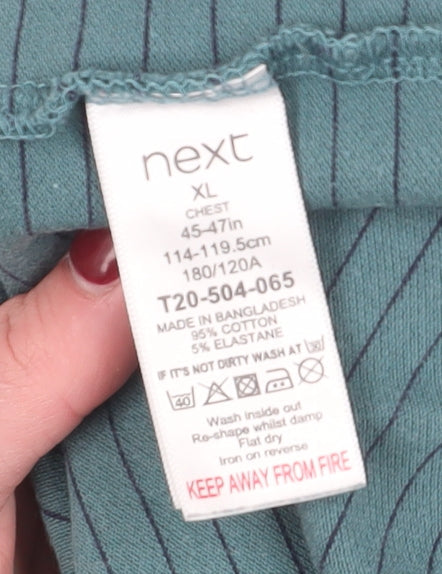 next
XL
CHEST
45-47in
114-119.5cm
180/120A
T20-504-065
MADE IN BANGLADESH
95% COTTON
5% ELASTANE
IF IT'S NOT DIRTY WASH AT 30
40
Wash inside out
Re-shape whilst damp
Flat dry
Iron on reverse
KEEP AWAY FROM FIRE